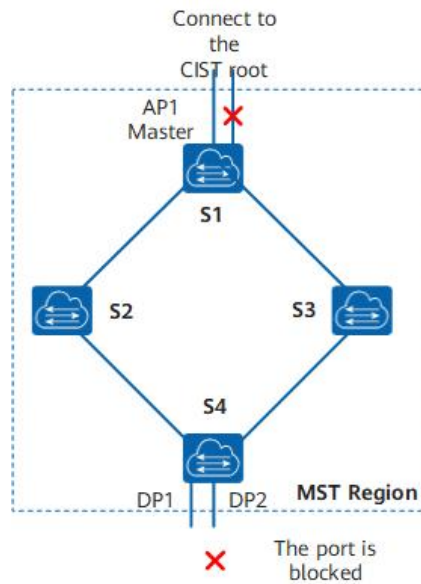 Connect to
the
CIST root
AP1
Master
S1
S2
S3
S4
DP1
DP2
MST Region
The port is
blocked